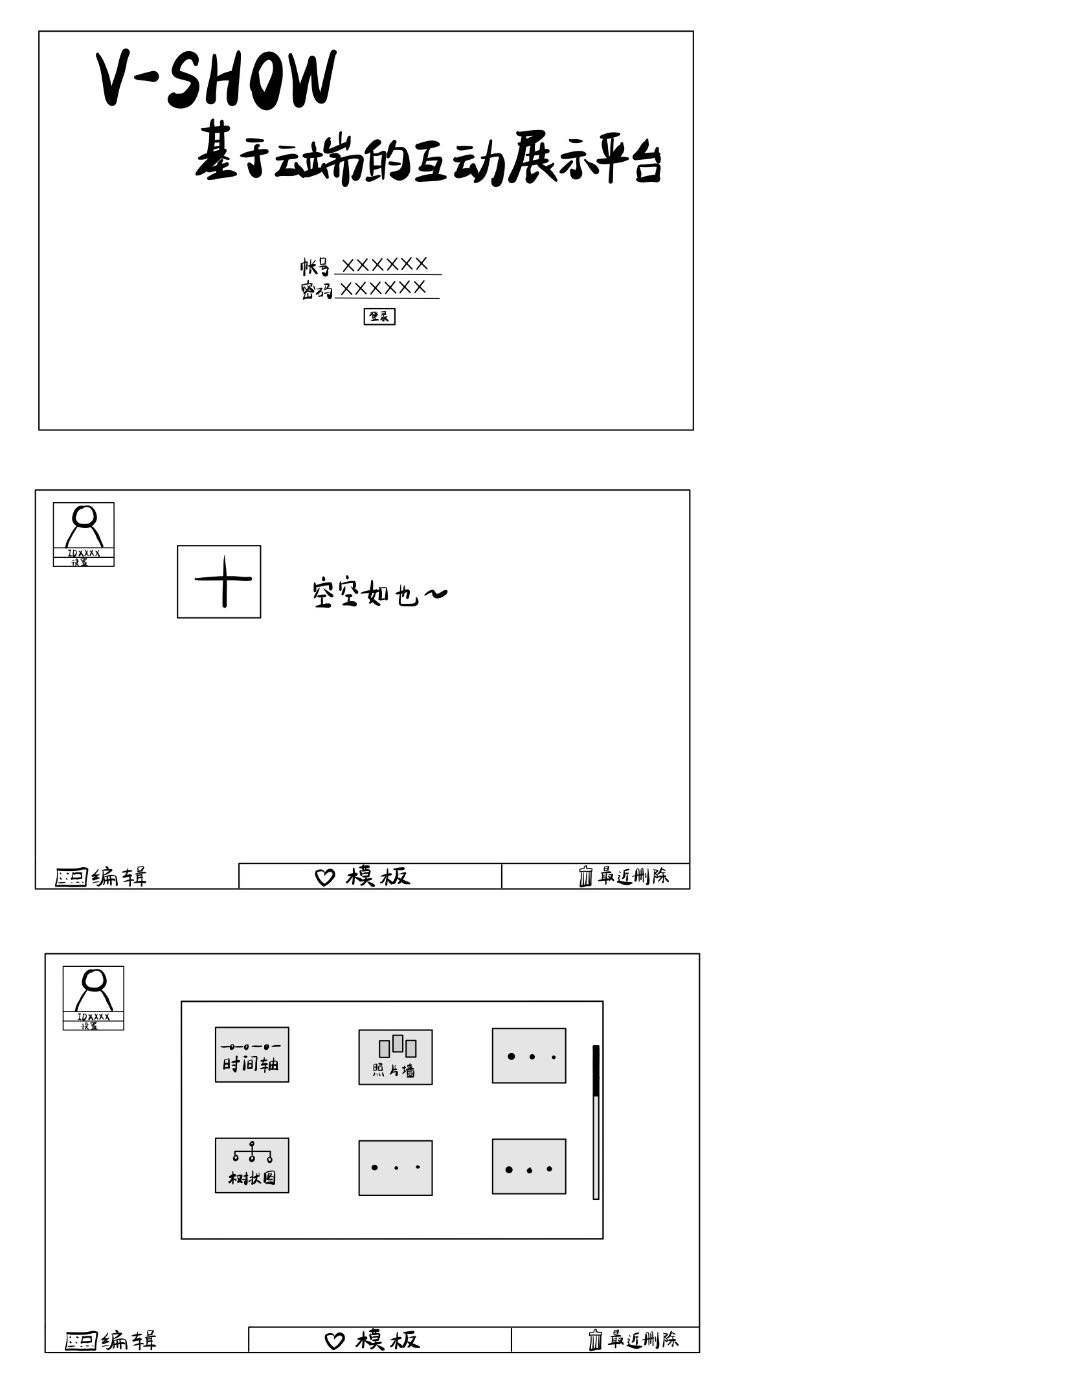 V-SHOW
基于云端的互动展示平台
帐号 XXXXXX
密码 XXXXXX
登录
IDXXXX
设置
空空如也~
编辑
模板
最近删除
IDXXXX
设置
时间轴
照片墙
树状图
编辑
模板
最近删除